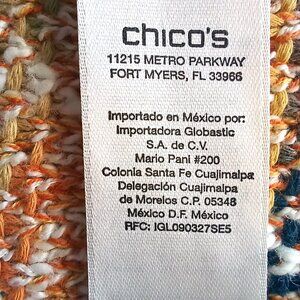 chico's
11215 METRO PARKWAY
FORT MYERS, FL 33966
Importado en México por:
Importadora Globastic
S.A. de C.V.
Mario Pani #200
Colonia Santa Fe Cuajimalpa
Delegación Cuajimalpa
de Morelos C.P. 05348
México D.F. México
RFC: IGL090327SE5